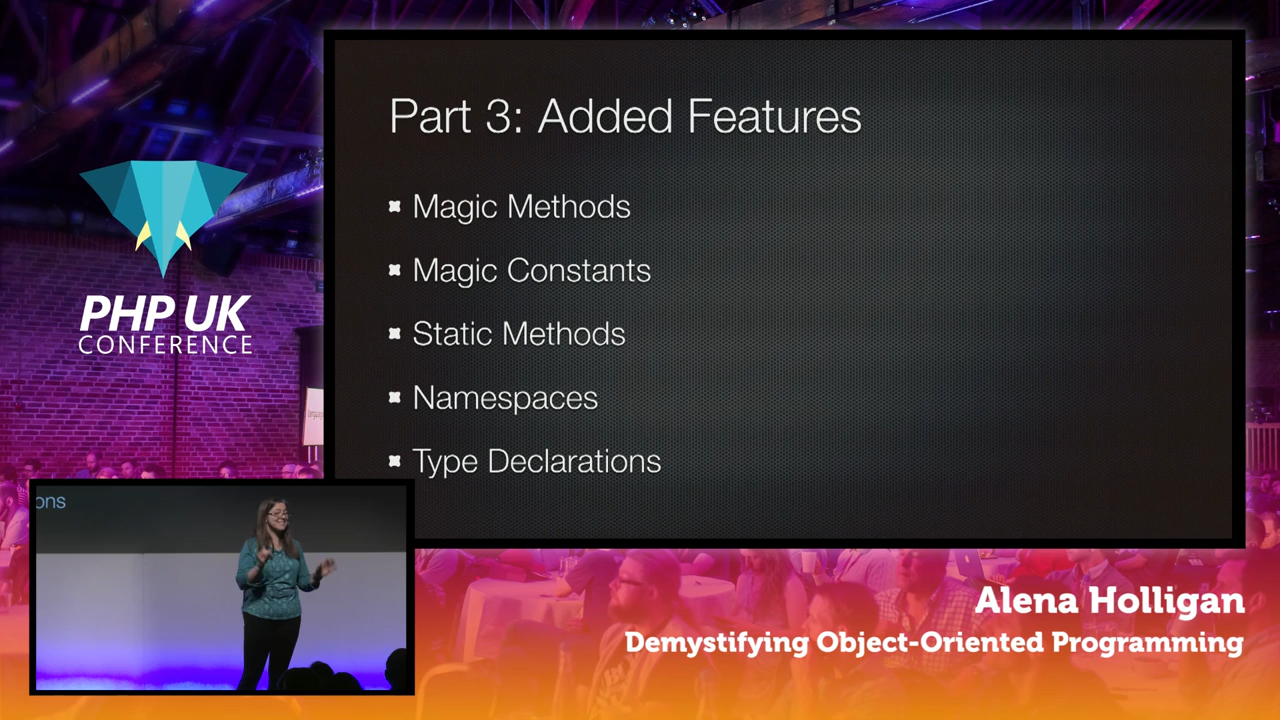 Part 3: Added Features
Magic Methods
Magic Constants
Static Methods
Namespaces
Type Declarations
PHP UK
CONFERENCE
ons
Alena Holligan
Demystifying Object-Oriented Programming